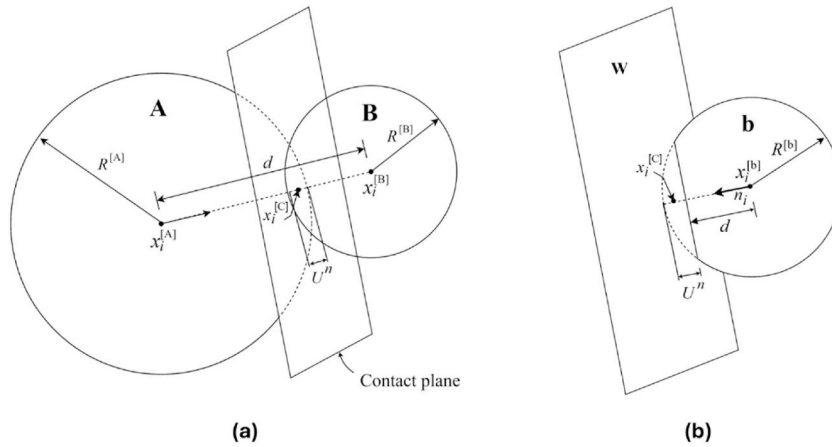 A
B
R^[A]
d
R^[B]
x_i^[A]
x_i^[C]
x_i^[B]
U^n
Contact plane
(a)
w
b
R^[b]
x_i^[C]
x_i^[b]
n_i
d
U^n
(b)